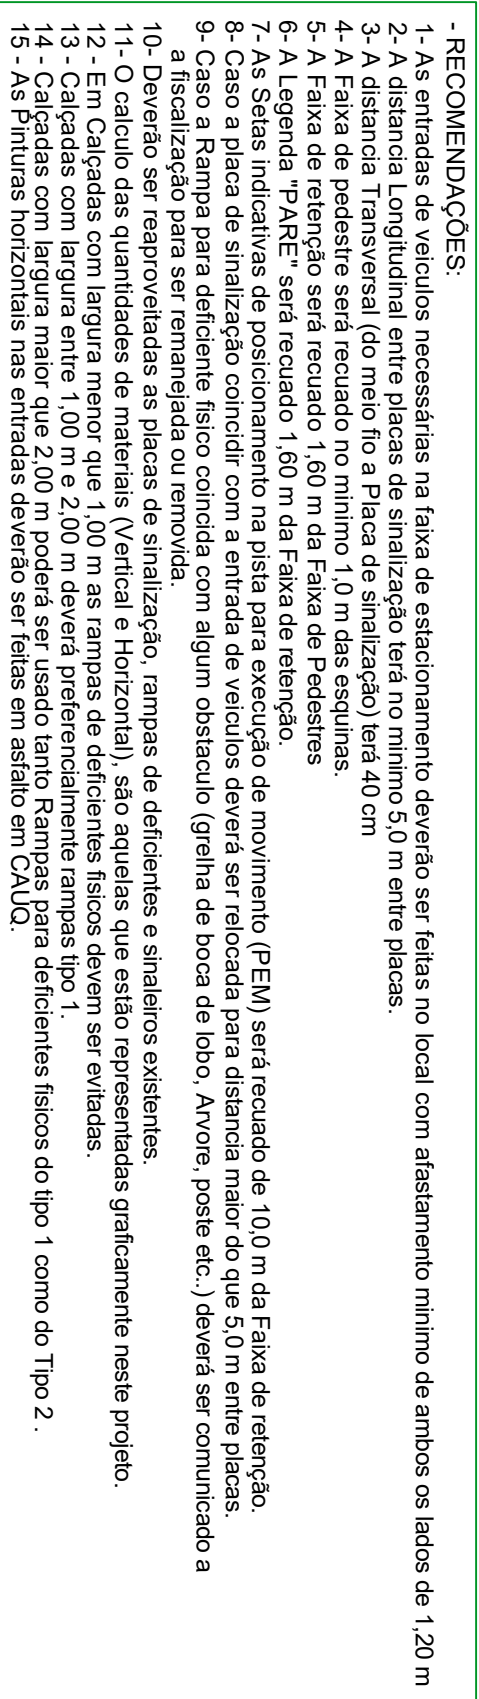 - RECOMENDAÇÕES:
1- As entradas de veiculos necessárias na faixa de estacionamento deverão ser feitas no local com afastamento minimo de ambos os lados de 1,20 m
2- A distancia Longitudinal entre placas de sinalização terá no minimo 5,0 m entre placas.
3- A distancia Transversal (do meio fio a Placa de sinalização) terá 40 cm
4- A Faixa de pedestre será recuado no minimo 1,0 m das esquinas.
5- A Faixa de retenção será recuado 1,60 m da Faixa de Pedestres
6- A Legenda "PARE" será recuado 1,60 m da Faixa de retenção.
7- As Setas indicativas de posicionamento na pista para execução de movimento (PEM) será recuado de 10,0 m da Faixa de retenção.
8- Caso a placa de sinalização coincidir com a entrada de veiculos deverá ser relocada para distancia maior do que 5,0 m entre placas.
9- Caso a Rampa para deficiente fisico coincida com algum obstaculo (grelha de boca de lobo, Arvore, poste etc..) deverá ser comunicado a
a fiscalização para ser remanejada ou removida.
10- Deverão ser reaproveitadas as placas de sinalização, rampas de deficientes e sinaleiros existentes.
11- O calculo das quantidades de materiais (Vertical e Horizontal), são aquelas que estão representadas graficamente neste projeto.
12 - Em Calçadas com largura menor que 1,00 m as rampas de deficientes físicos devem ser evitadas.
13 - Calçadas com largura entre 1,00 m e 2,00 m deverá preferencialmente rampas tipo 1.
14 - Calçadas com largura maior que 2,00 m poderá ser usado tanto Rampas para deficientes físicos do tipo 1 como do Tipo 2 .
15 - As Pinturas horizontais nas entradas deverão ser feitas em asfalto em CAUQ.